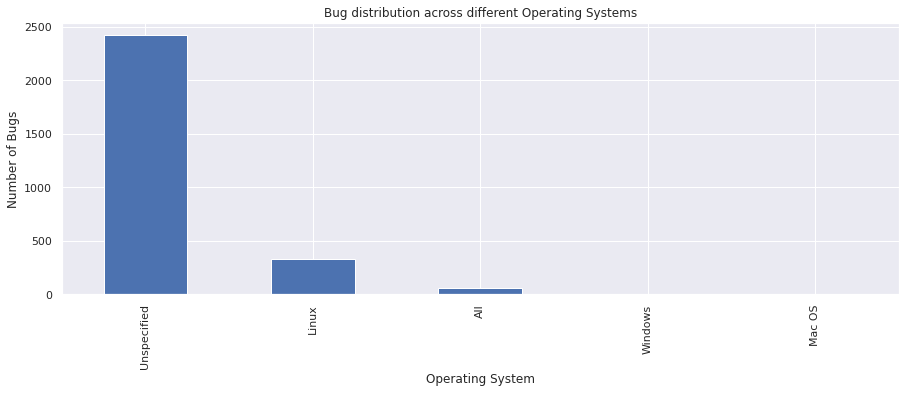 Bug distribution across different Operating Systems
2500
2000
1500
1000
500
0
Number of Bugs
Unspecified
Linux
All
Windows
Mac OS
Operating System